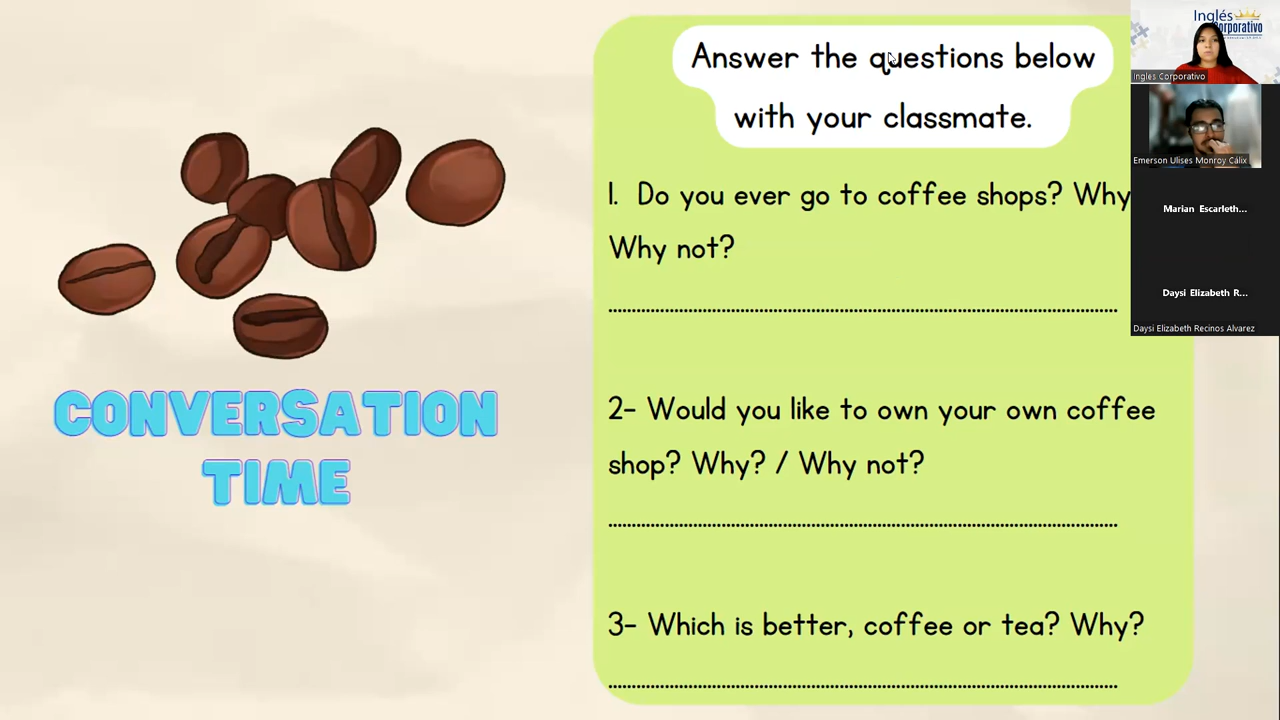 Answer the questions below
with your classmate.
1. Do you ever go to coffee shops? Why
Why not?
2- Would you like to own your own coffee
shop? Why? / Why not?
3- Which is better, coffee or tea? Why?
CONVERSATION
TIME
Inglés
Corporativo
Ingles Corporativo
Emerson Ulises Monroy Cálix
Marian Escarleth...
Daysi Elizabeth R...
Daysi Elizabeth Recinos Alvarez